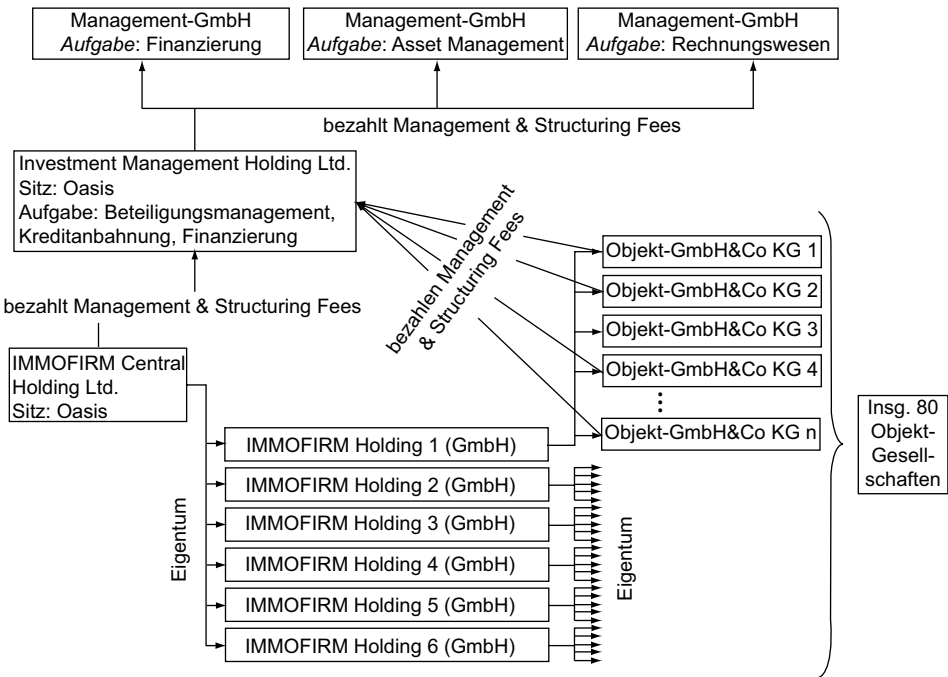 Management-GmbH
Aufgabe: Finanzierung
Management-GmbH
Aufgabe: Asset Management
Management-GmbH
Aufgabe: Rechnungswesen
bezahlt Management & Structuring Fees
Investment Management Holding Ltd.
Sitz: Oasis
Aufgabe: Beteiligungsmanagement,
Kreditanbahnung, Finanzierung
bezahlen Management
& Structuring Fees
bezahlt Management & Structuring Fees
IMMOFIRM Central
Holding Ltd.
Sitz: Oasis
Objekt-GmbH&Co KG 1
Objekt-GmbH&Co KG 2
Objekt-GmbH&Co KG 3
Objekt-GmbH&Co KG 4
⋮
Objekt-GmbH&Co KG n
Insg. 80
Objekt-
Gesell-
schaften
Eigentum
IMMOFIRM Holding 1 (GmbH)
IMMOFIRM Holding 2 (GmbH)
IMMOFIRM Holding 3 (GmbH)
IMMOFIRM Holding 4 (GmbH)
IMMOFIRM Holding 5 (GmbH)
IMMOFIRM Holding 6 (GmbH)
Eigentum